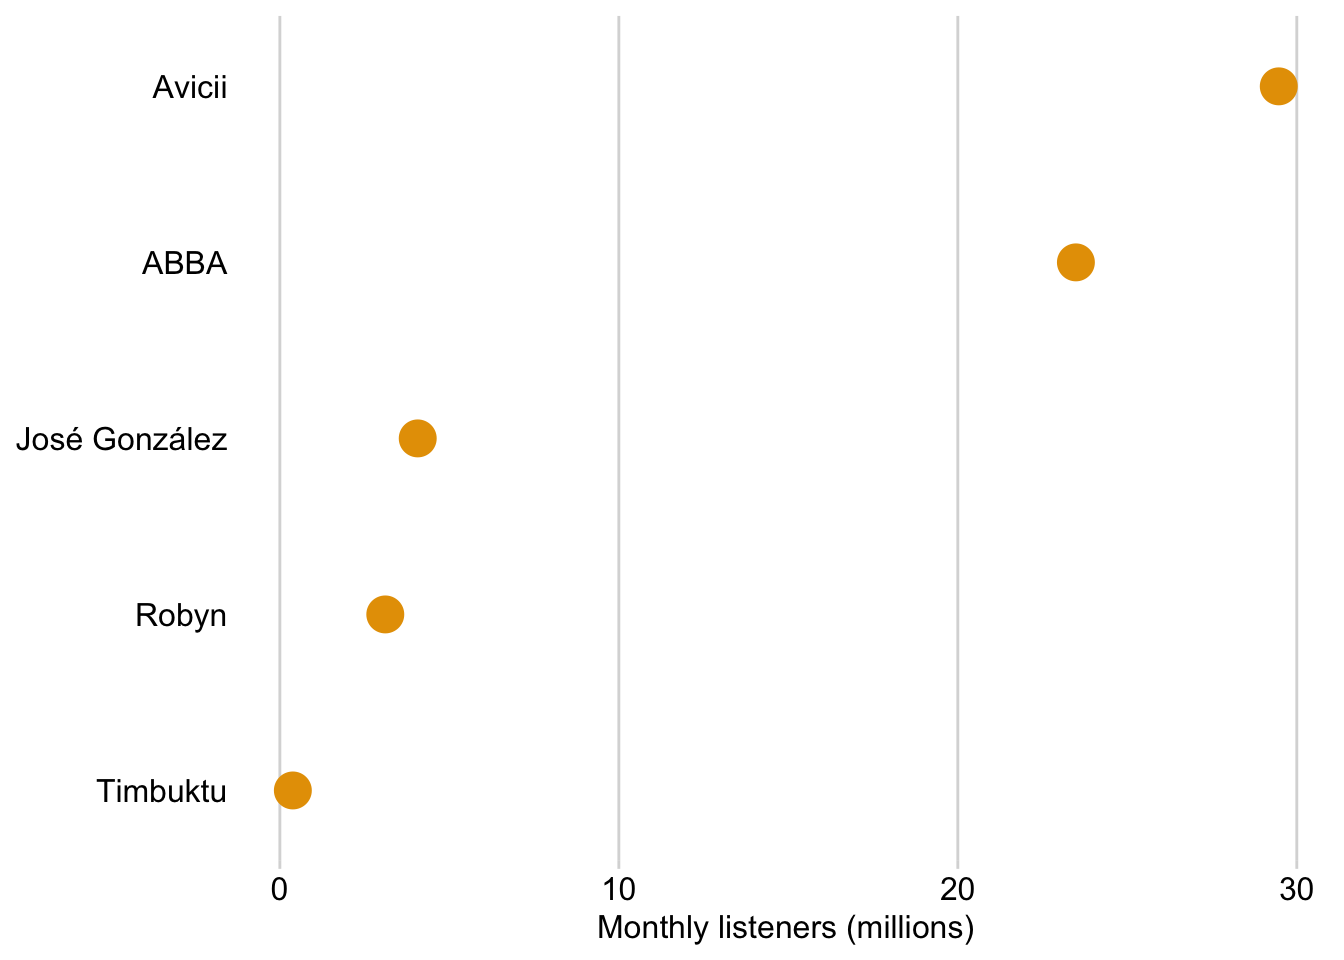 Avicii
ABBA
José González
Robyn
Timbuktu
0 10 20 30
Monthly listeners (millions)